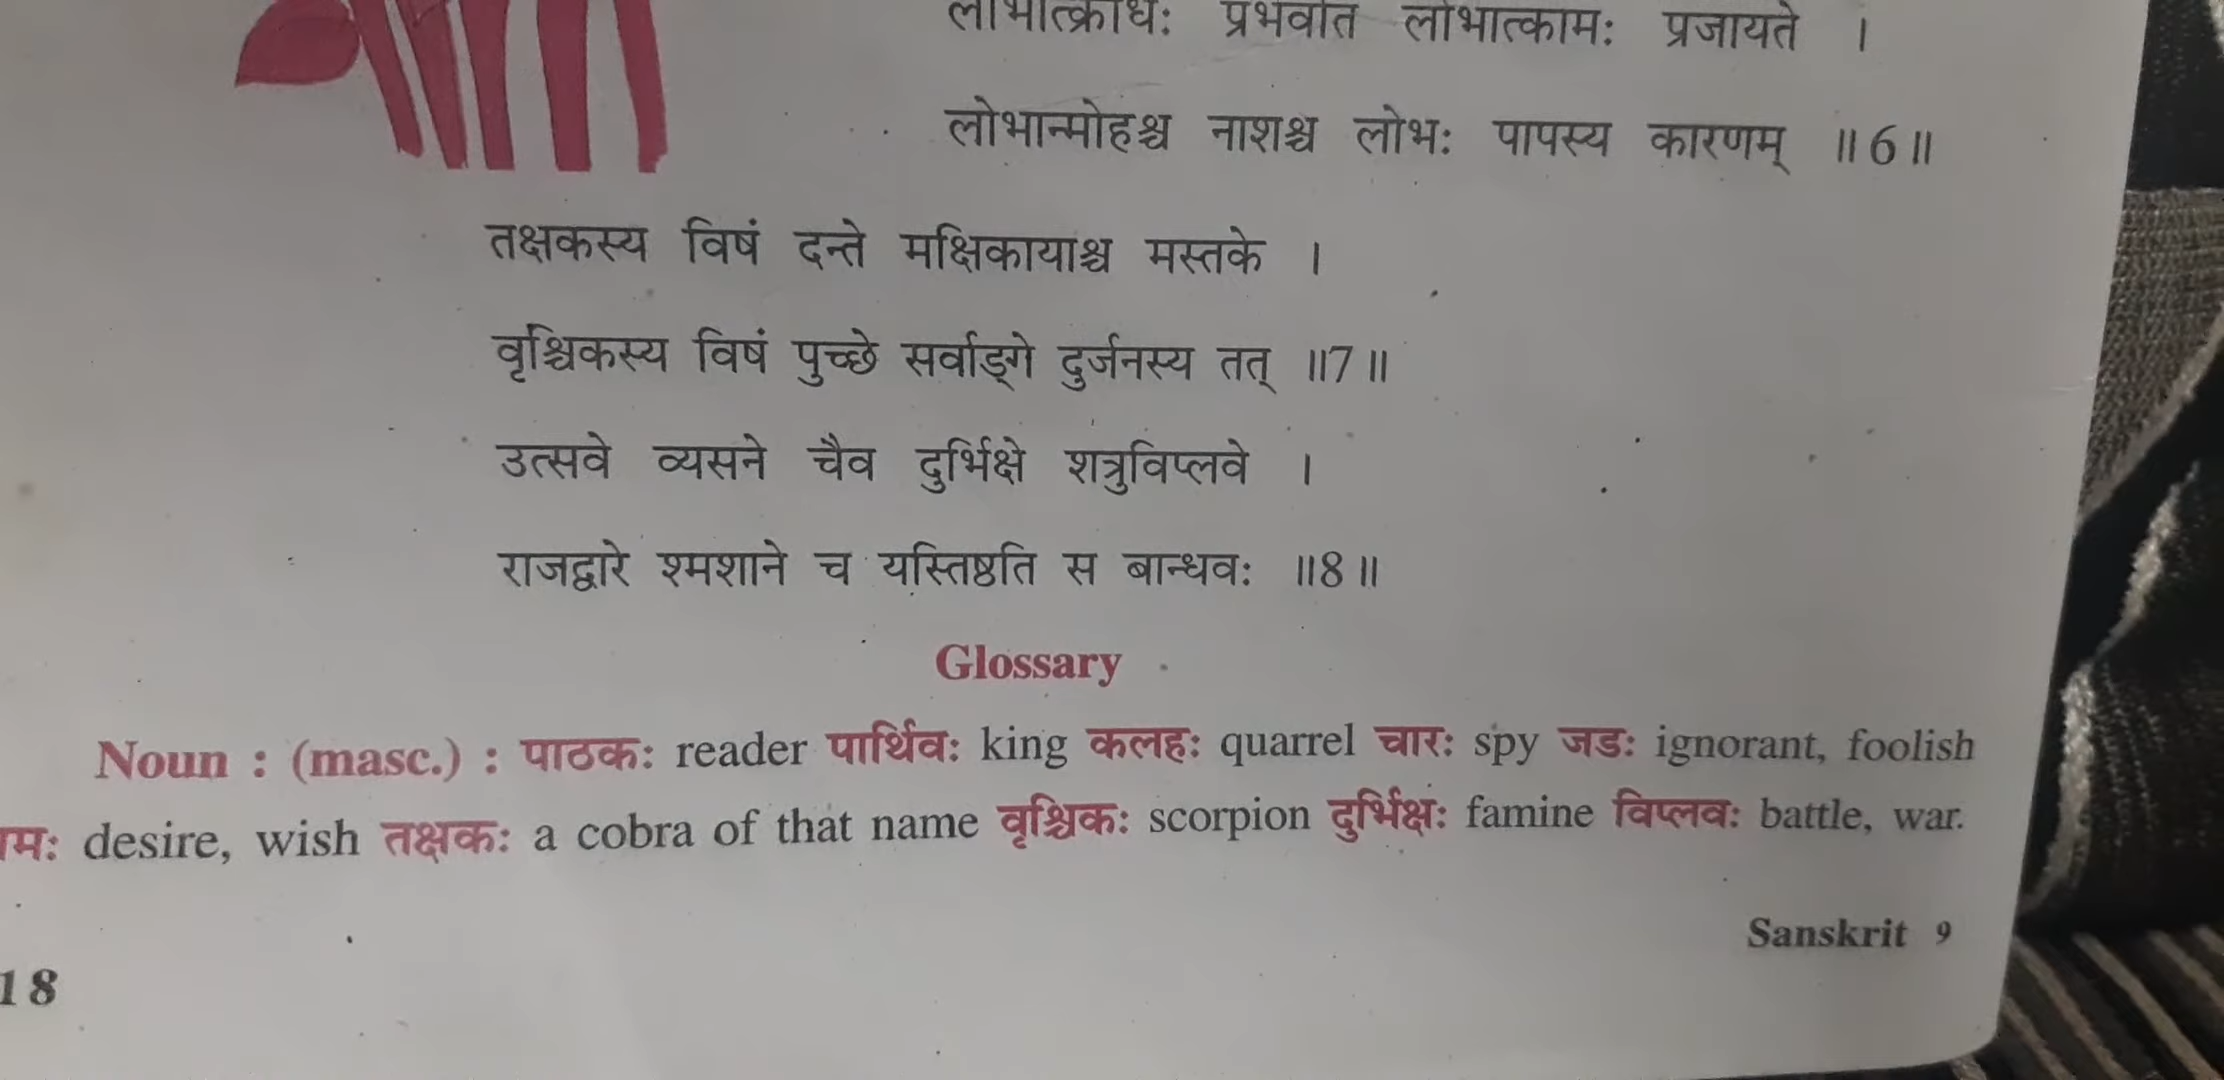 लोभात्क्रोधः प्रभवति लोभात्कामः प्रजायते ।
लोभान्मोहश्च नाशश्च लोभः पापस्य कारणम् ॥6॥
तक्षकस्य विषं दन्ते मक्षिकायाश्च मस्तके ।
वृश्चिकस्य विषं पुच्छे सर्वाङ्गे दुर्जनस्य तत् ॥7॥
उत्सवे व्यसने चैव दुर्भिक्षे शत्रुविप्लवे ।
राजद्वारे श्मशाने च यस्तिष्ठति स बान्धवः ॥8॥
Glossary
Noun : (masc.) : पाठकः reader पार्थिवः king कलहः quarrel चारः spy जडः ignorant, foolish
desire, wish तक्षकः a cobra of that name वृश्चिकः scorpion दुर्भिक्षः famine विप्लवः battle, war.
Sanskrit 9
18